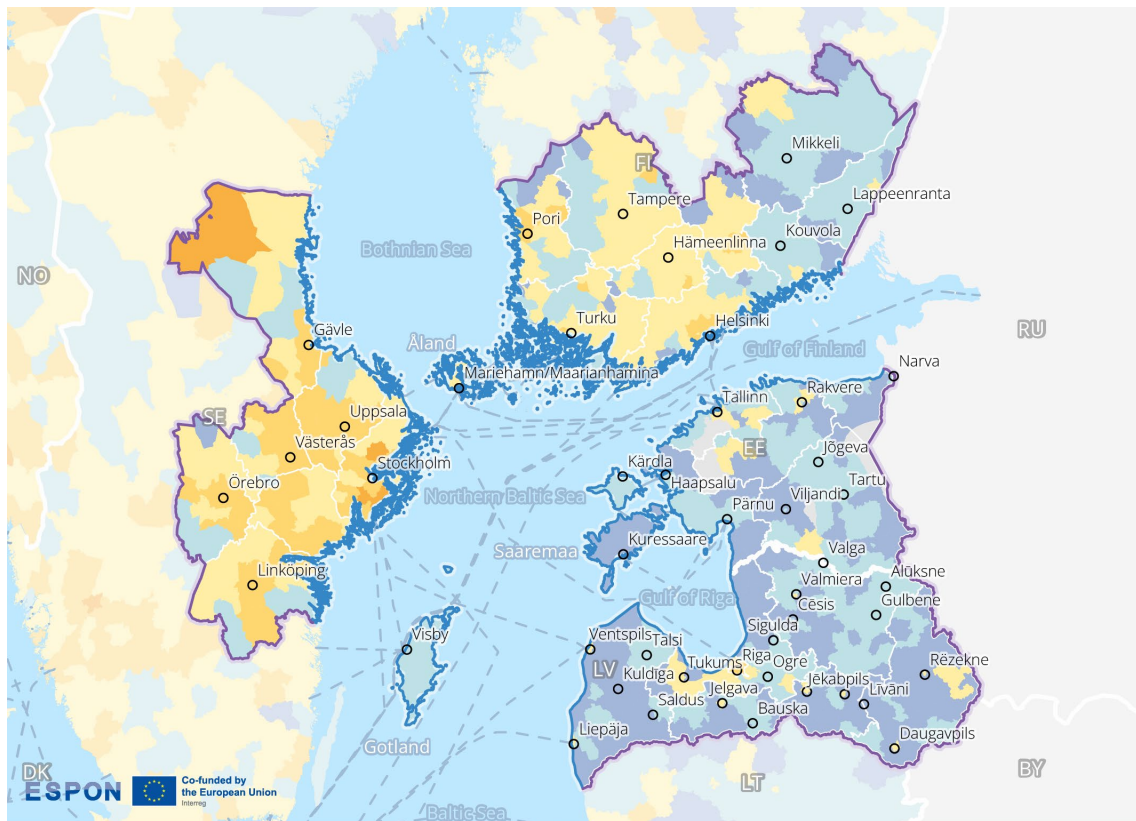 Mikkeli
FI
Lappeenranta
Tampere
Pori
Kouvola
Hämeenlinna
Bothnian Sea
NO
Turku
Helsinki
Gävle
RU
Åland
Gulf of Finland
Narva
Mariehamn/Maarianhamina
Rakvere
Tallinn
Uppsala
SE
Västerås
EE
Jõgeva
Stockholm
Kärdla
Örebro
Haapsalu
Tartu
Northern Baltic Sea
Viljandi
Pärnu
Kuressaare
Saaremaa
Valga
Linköping
Alūksne
Valmiera
Gulf of Riga
Cēsis
Gulbene
Sigulda
Visby
Ventspils
Talsi
Riga
Ogre
Rēzekne
LV
Tukums
Kuldīga
Jēkabpils
Līvāni
Jelgava
Saldus
Bauska
Liepāja
Daugavpils
Gotland
BY
DK
LT
ESPON
Co-funded by
the European Union
Interreg
Baltic Sea